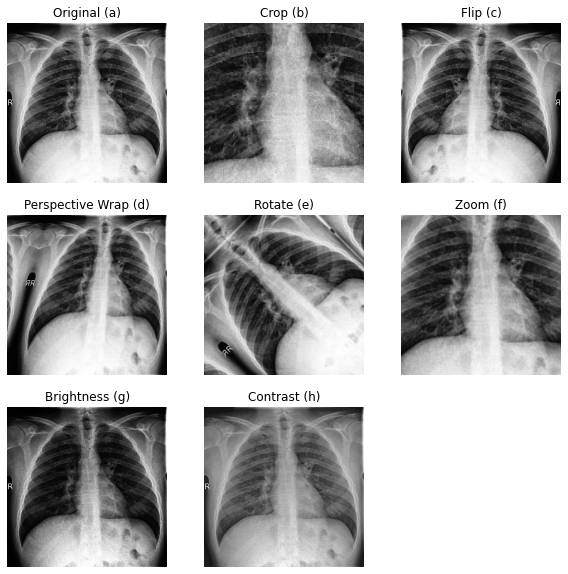 Original (a)
Crop (b)
Flip (c)
R
Perspective Wrap (d)
Rotate (e)
Zoom (f)
Brightness (g)
Contrast (h)
R
R